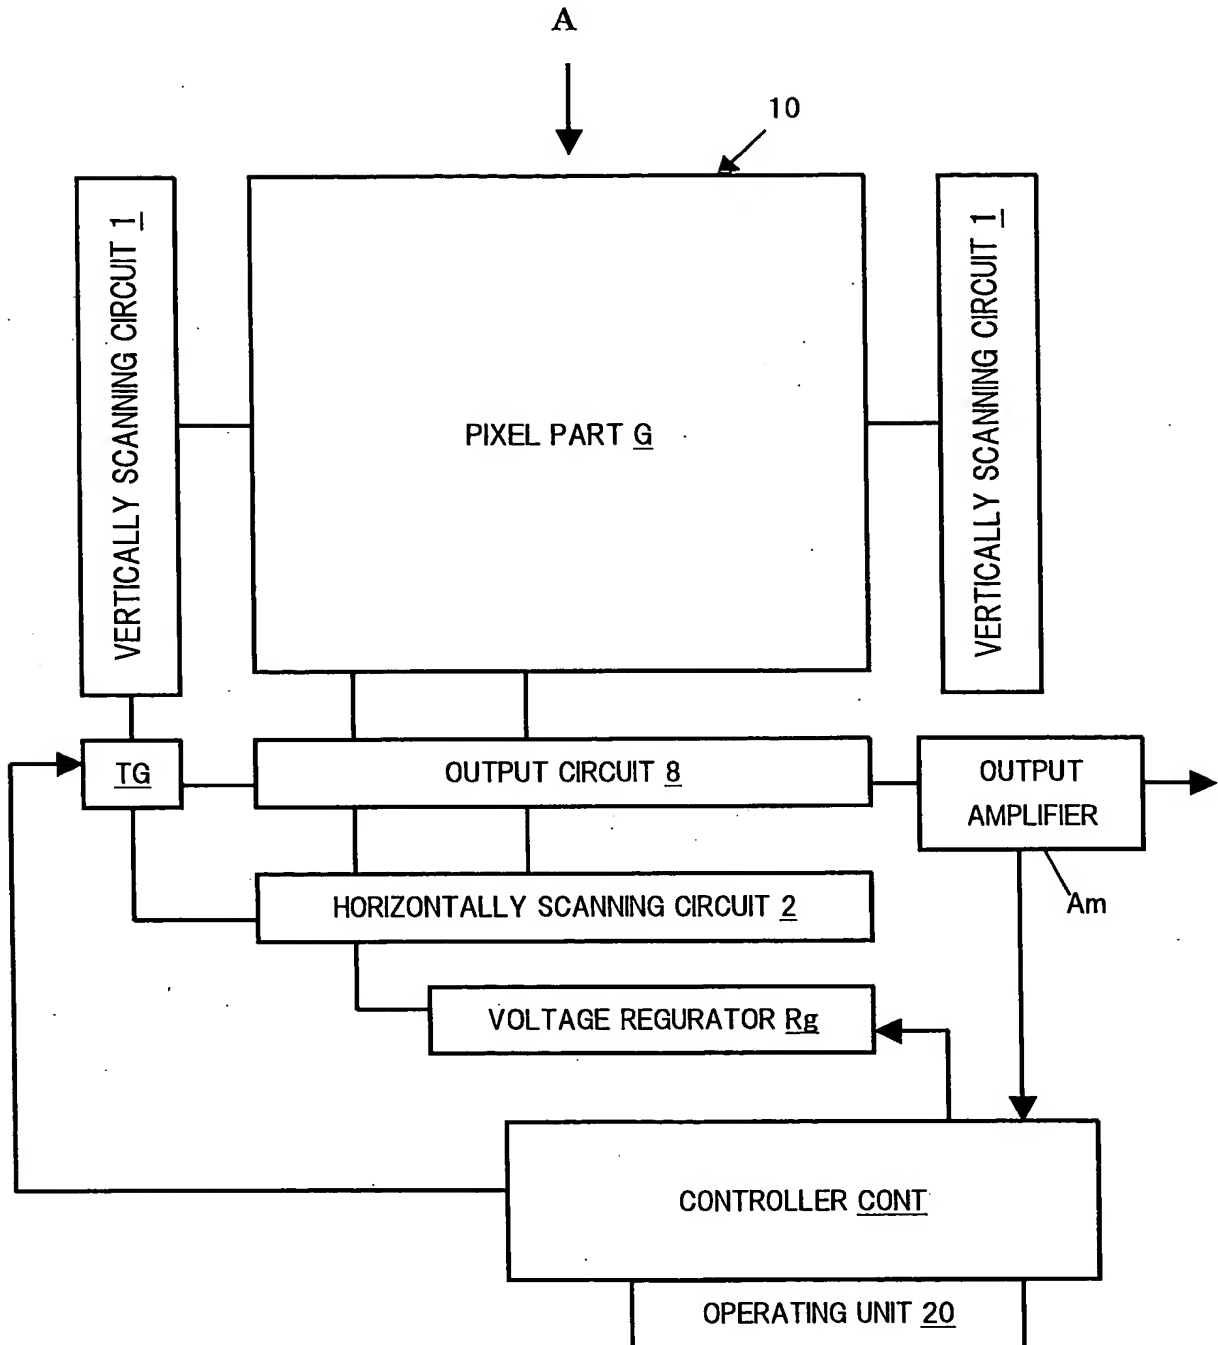 A
10
VERTICALLY SCANNING CIRCUIT 1
PIXEL PART G
VERTICALLY SCANNING CIRCUIT 1
TG
OUTPUT CIRCUIT 8
OUTPUT
AMPLIFIER
HORIZONTALLY SCANNING CIRCUIT 2
Am
VOLTAGE REGURATOR Rg
CONTROLLER CONT
OPERATING UNIT 20